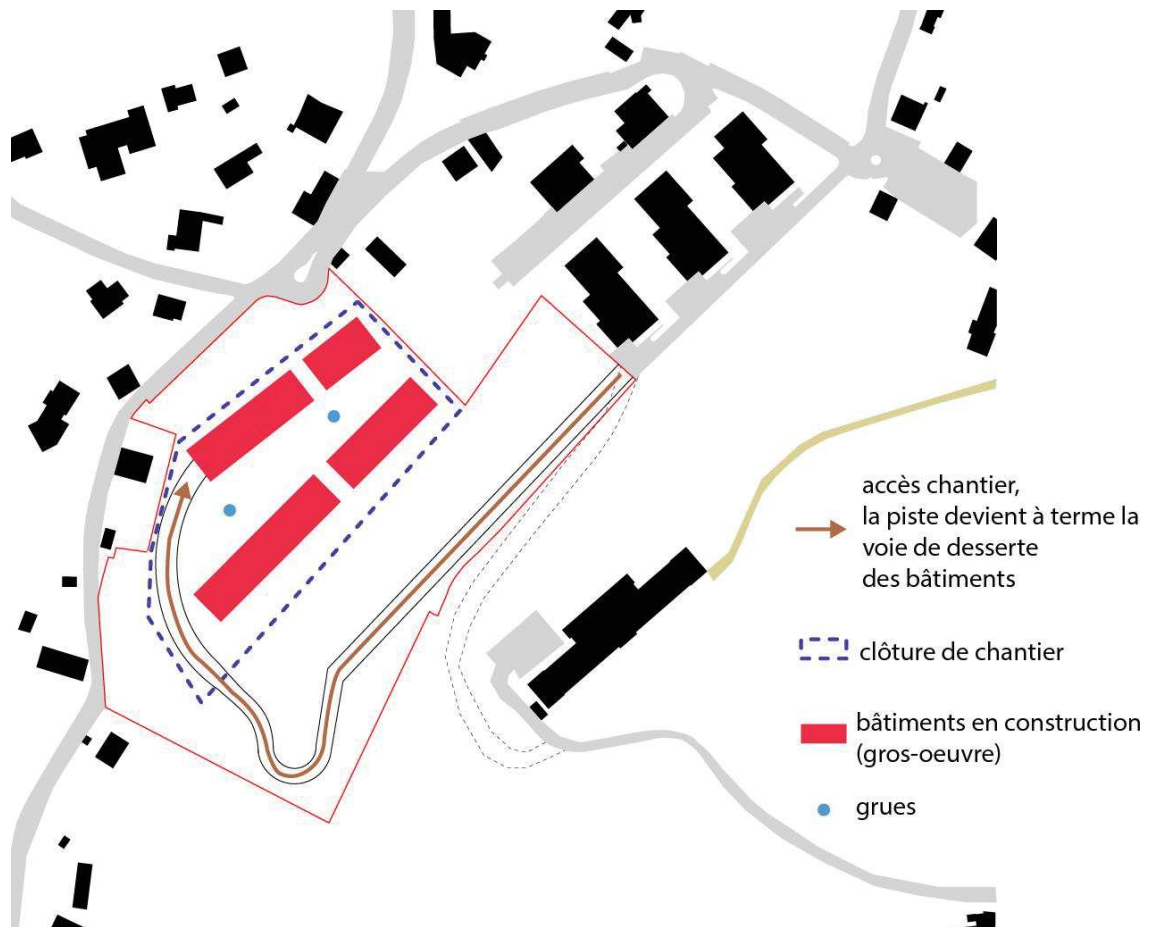 accès chantier,
la piste devient à terme la
voie de desserte
des bâtiments
clôture de chantier
bâtiments en construction
(gros-oeuvre)
grues